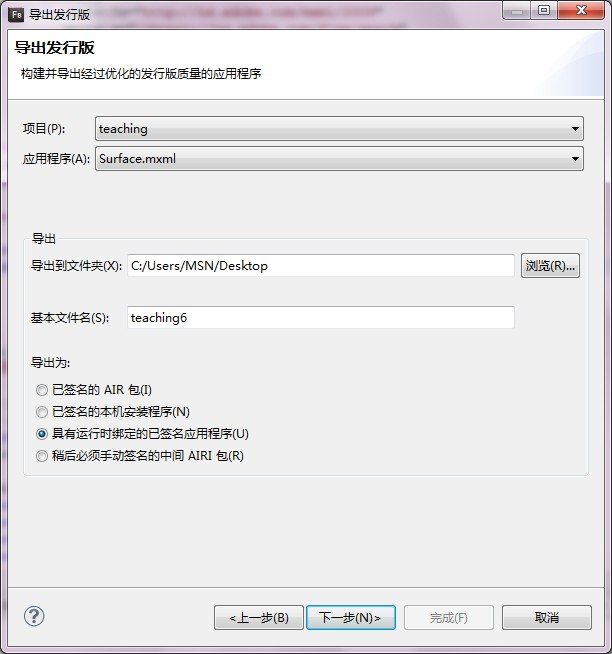 Fb 导出发行版
导出发行版
构建并导出经过优化的发行版质量的应用程序
项目(P): teaching
应用程序(A): Surface.mxml
导出
导出到文件夹(X): C:/Users/MSN/Desktop 浏览(R)...
基本文件名(S): teaching6
导出为:
已签名的 AIR 包(I)
已签名的本机安装程序(N)
具有运行时绑定的已签名应用程序(U)
稍后必须手动签名的中间 AIRI 包(R)
? <上一步(B) 下一步(N)> 完成(F) 取消